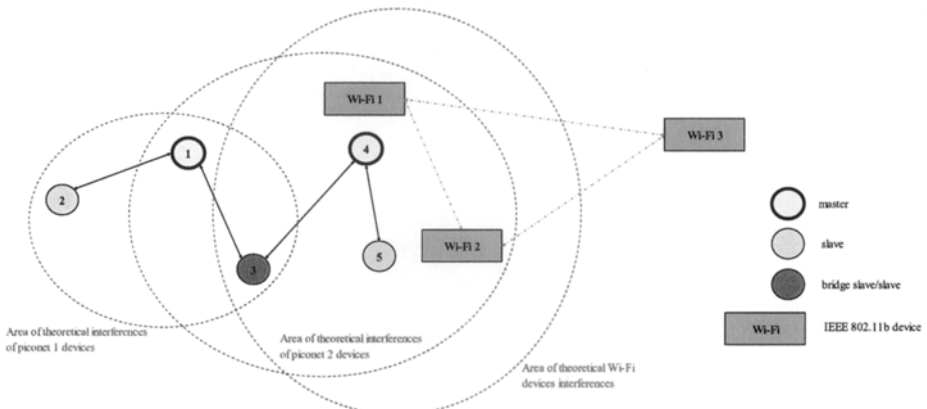 Wi-Fi 1
Wi-Fi 3
1
4
2
master
slave
Wi-Fi 2
3
5
bridge slave/slave
Area of theoretical interferences
of piconet 1 devices
Area of theoretical interferences
of piconet 2 devices
Wi-Fi
IEEE 802.11b device
Area of theoretical Wi-Fi
devices interferences